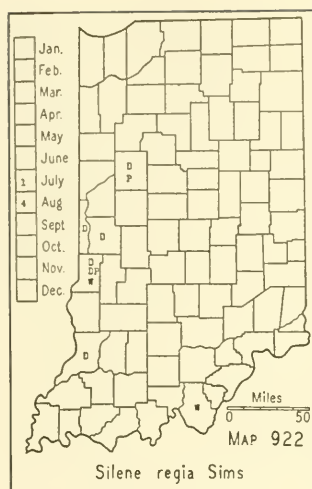 Jan.
Feb.
Mar.
Apr.
May
June
1 July
4 Aug
Sept
Oct.
Nov.
Dec.
D
P
D
D
D
DP
W
D
W
Miles
0 50
MAP 922
Silene regia Sims